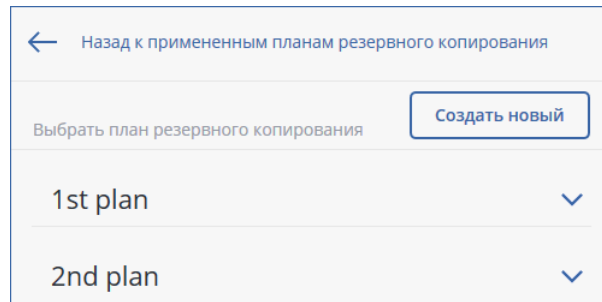 Назад к примененным планам резервного копирования
Создать новый
Выбрать план резервного копирования
1st plan
2nd plan